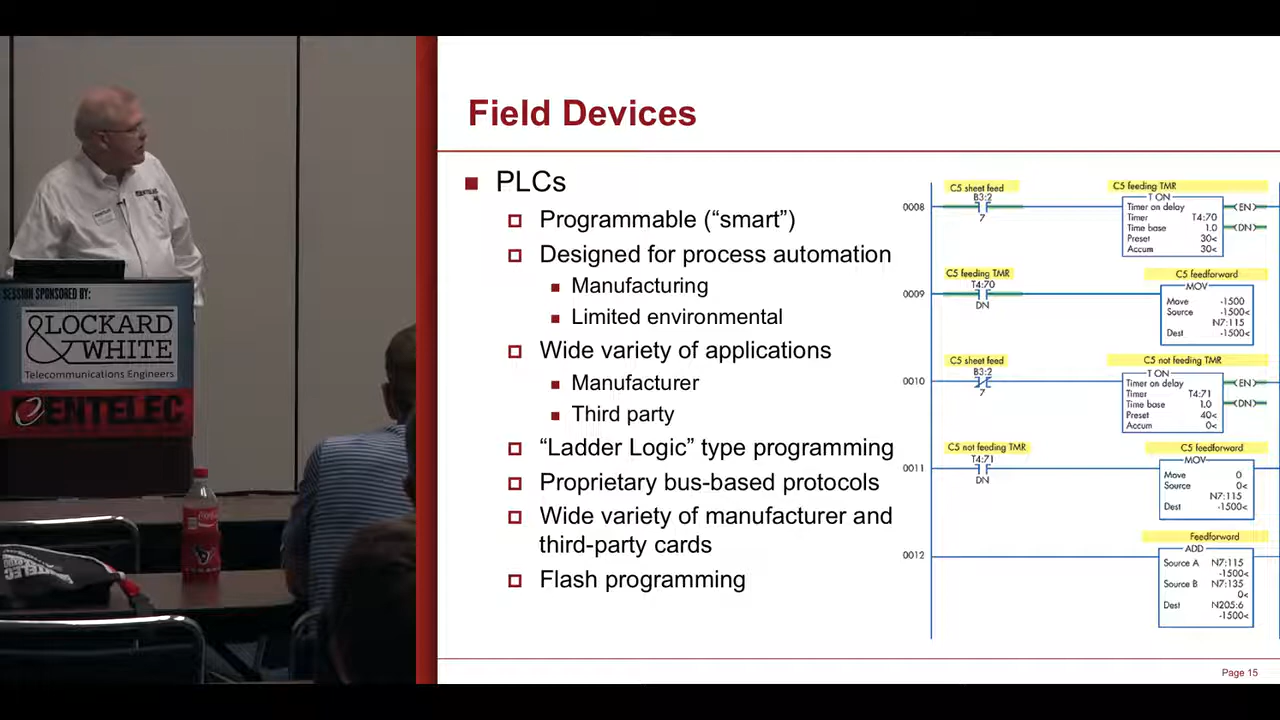 Field Devices
PLCs
Programmable (“smart”)
Designed for process automation
Manufacturing
Limited environmental
Wide variety of applications
Manufacturer
Third party
“Ladder Logic” type programming
Proprietary bus-based protocols
Wide variety of manufacturer and
third-party cards
Flash programming
C5 sheet feed
B3:2
7
0008
C5 feeding TMR
T ON
Timer on delay
Timer T4:70
Time base 1.0
Preset 30<
Accum 30<
(EN)
(DN)
C5 feeding TMR
T4:70
DN
0009
C5 feedforward
MOV
Move -1500
Source -1500<
N7:115
Dest -1500<
C5 sheet feed
B3:2
7
0010
C5 not feeding TMR
T ON
Timer on delay
Timer T4:71
Time base 1.0
Preset 40<
Accum 0<
(EN)
(DN)
C5 not feeding TMR
T4:71
DN
0011
C5 feedforward
MOV
Move 0
Source 0<
N7:115
Dest -1500<
0012
Feedforward
ADD
Source A N7:115
-1500<
Source B N7:135
0<
Dest N205:6
-1500<
Page 15
SESSION SPONSORED BY:
LOCKARD
& WHITE
Telecommunications Engineers
ENTELEC